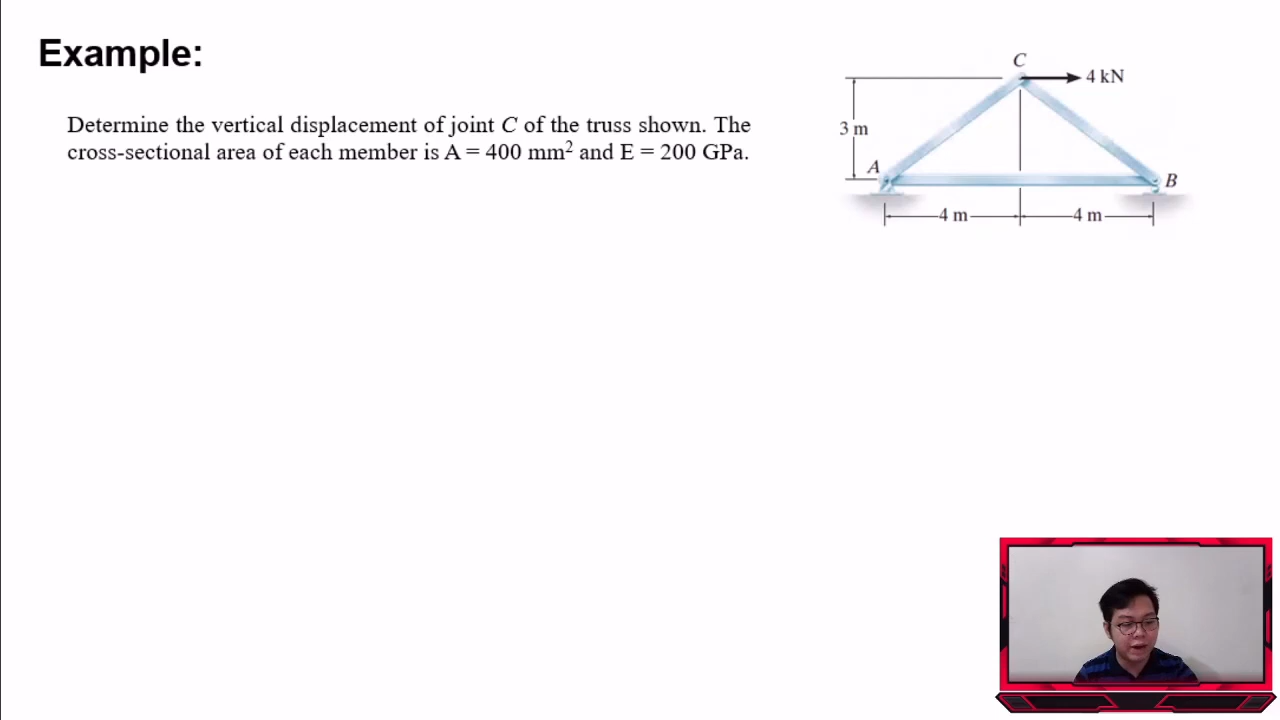 Example:
Determine the vertical displacement of joint C of the truss shown. The
cross-sectional area of each member is A = 400 mm² and E = 200 GPa.
C
4 kN
3 m
A
B
4 m
4 m